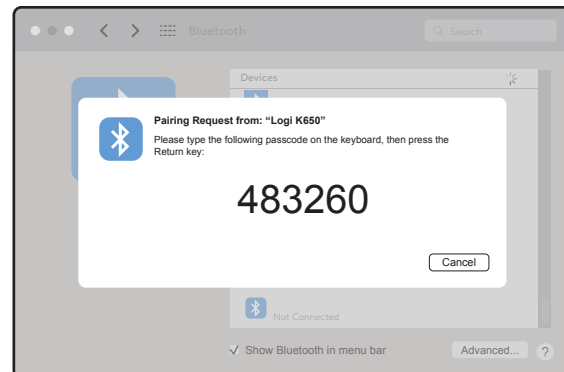 Bluetooth
Search
Devices
Pairing Request from: “Logi K650”
Please type the following passcode on the keyboard, then press the
Return key:
483260
Cancel
Not Connected
✓ Show Bluetooth in menu bar
Advanced...
?